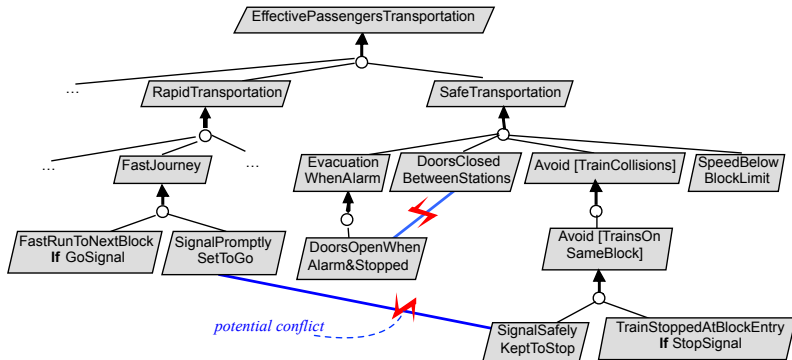 EffectivePassengersTransportation
...
RapidTransportation
SafeTransportation
...
FastJourney
...
Evacuation
WhenAlarm
DoorsClosed
BetweenStations
Avoid [TrainCollisions]
SpeedBelow
BlockLimit
FastRunToNextBlock
If GoSignal
SignalPromptly
SetToGo
DoorsOpenWhen
Alarm&Stopped
Avoid [TrainsOn
SameBlock]
potential conflict
SignalSafely
KeptToStop
TrainStoppedAtBlockEntry
If StopSignal